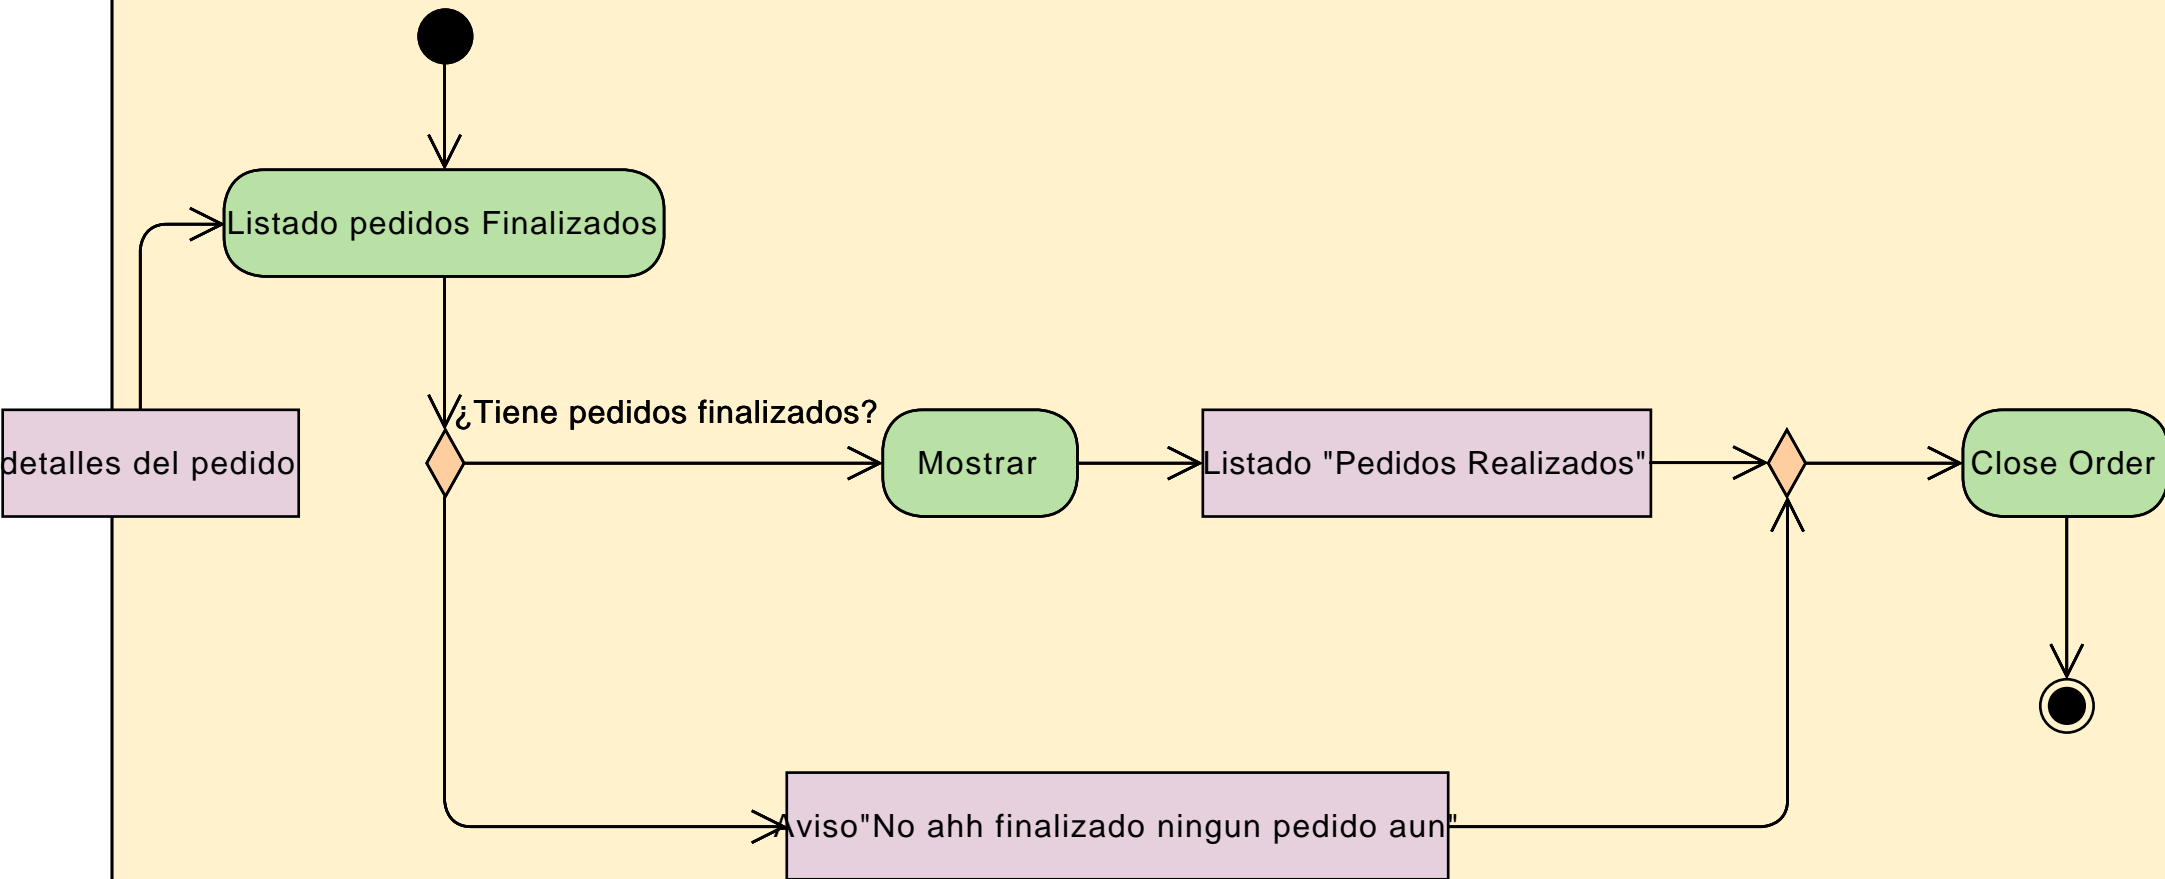 Listado pedidos Finalizados
¿Tiene pedidos finalizados?
detalles del pedido
Mostrar
Listado "Pedidos Realizados"
Close Order
Aviso"No ahh finalizado ningun pedido aun"